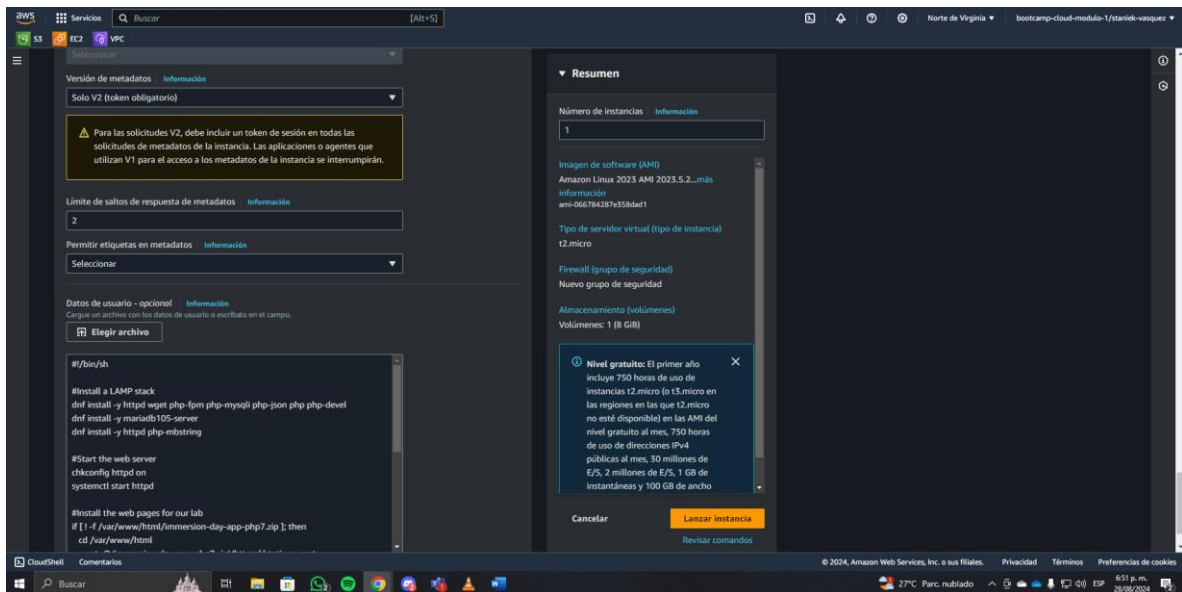 aws
Servicios
Buscar
[Alt+S]
Norte de Virginia
bootcamp-cloud-modulo-1/staniek-vasquez
S3 EC2 VPC
Seleccionar
Versión de metadatos Información
Solo V2 (token obligatorio)
Para las solicitudes V2, debe incluir un token de sesión en todas las
solicitudes de metadatos de la instancia. Las aplicaciones o agentes que
utilizan V1 para el acceso a los metadatos de la instancia se interrumpirán.
Límite de saltos de respuesta de metadatos Información
2
Permitir etiquetas en metadatos Información
Seleccionar
Datos de usuario - opcional Información
Cargue un archivo con los datos de usuario o escríbalo en el campo.
Elegir archivo
#!/bin/sh
#Install a LAMP stack
dnf install -y httpd wget php-fpm php-mysqli php-json php php-devel
dnf install -y mariadb105-server
dnf install -y httpd php-mbstring
#Start the web server
chkconfig httpd on
systemctl start httpd
#Install the web pages for our lab
if [ ! -f /var/www/html/immersion-day-app-php7.zip ]; then
cd /var/www/html
Resumen
Número de instancias Información
1
Imagen de software (AMI)
Amazon Linux 2023 AMI 2023.5.2...más
información
ami-066784287e358dad1
Tipo de servidor virtual (tipo de instancia)
t2.micro
Firewall (grupo de seguridad)
Nuevo grupo de seguridad
Almacenamiento (volúmenes)
Volúmenes: 1 (8 GiB)
Nivel gratuito: El primer año
incluye 750 horas de uso de
instancias t2.micro (o t3.micro en
las regiones en las que t2.micro
no esté disponible) en las AMI del
nivel gratuito al mes, 750 horas
de uso de direcciones IPv4
públicas al mes, 30 millones de
E/S, 2 millones de E/S, 1 GB de
instantáneas y 100 GB de ancho
Cancelar
Lanzar instancia
Revisar comandos
CloudShell Comentarios
© 2024, Amazon Web Services, Inc. o sus filiales. Privacidad Términos Preferencias de cookies
Buscar
27°C Parc. nublado
ESP
6:51 p. m.
28/08/2024